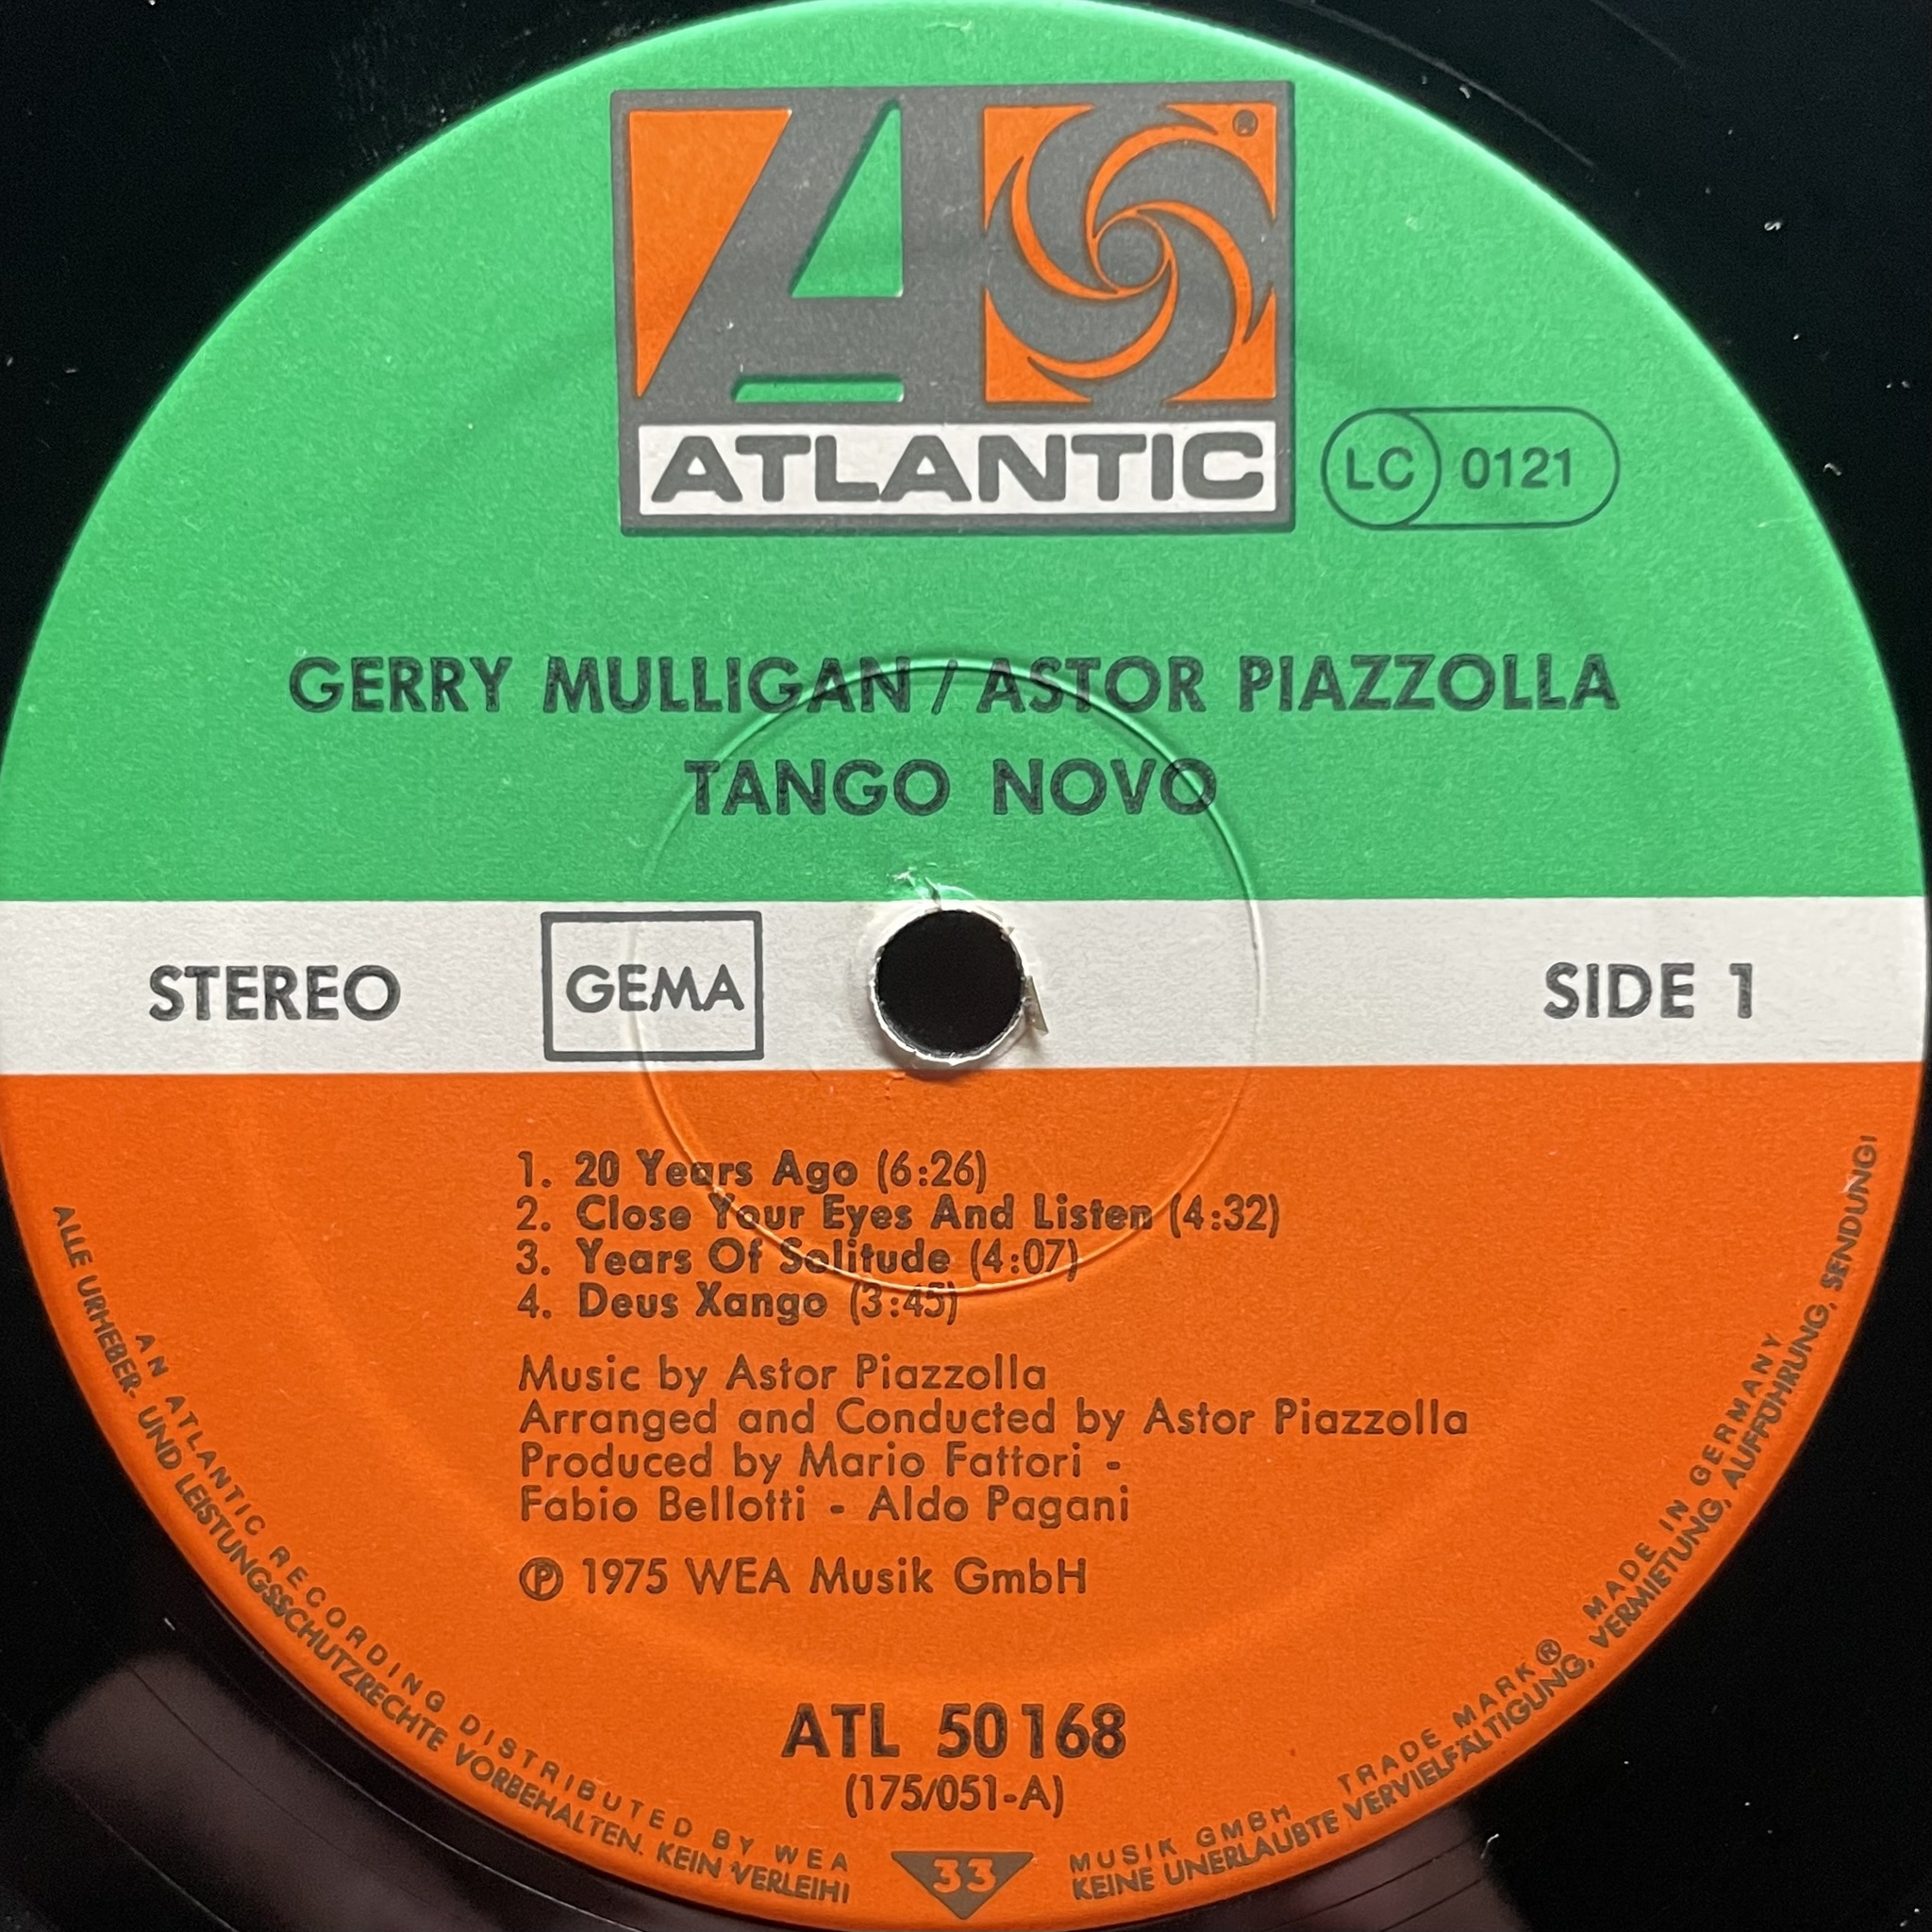 ®
ATLANTIC
LC 0121
GERRY MULLIGAN / ASTOR PIAZZOLLA
TANGO NOVO
STEREO
GEMA
SIDE 1
1. 20 Years Ago (6:26)
2. Close Your Eyes And Listen (4:32)
3. Years Of Solitude (4:07)
4. Deus Xango (3:45)
Music by Astor Piazzolla
Arranged and Conducted by Astor Piazzolla
Produced by Mario Fattori -
Fabio Bellotti - Aldo Pagani
Ⓟ 1975 WEA Musik GmbH
ATL 50168
(175/051-A)
33
AN ATLANTIC RECORDING DISTRIBUTED BY WEA MUSIK GMBH TRADE MARK® MADE IN GERMANY
ALLE URHEBER- UND LEISTUNGSSCHUTZRECHTE VORBEHALTEN. KEIN VERLEIH! KEINE UNERLAUBTE VERVIELFÄLTIGUNG, VERMIETUNG, AUFFÜHRUNG, SENDUNG!